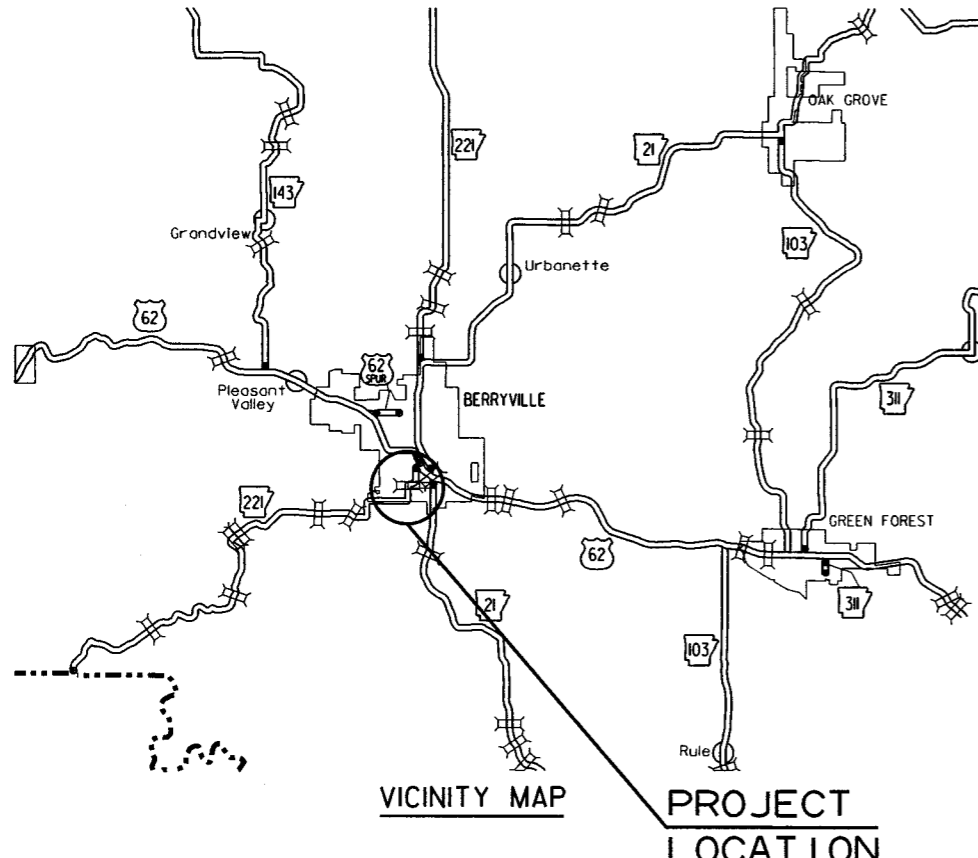 OAK GROVE
221
21
143
Grandview
103
Urbanette
62
62
SPUR
Pleasant
Valley
BERRYVILLE
311
221
GREEN FOREST
62
21
311
103
Rule
VICINITY MAP
PROJECT
LOCATION